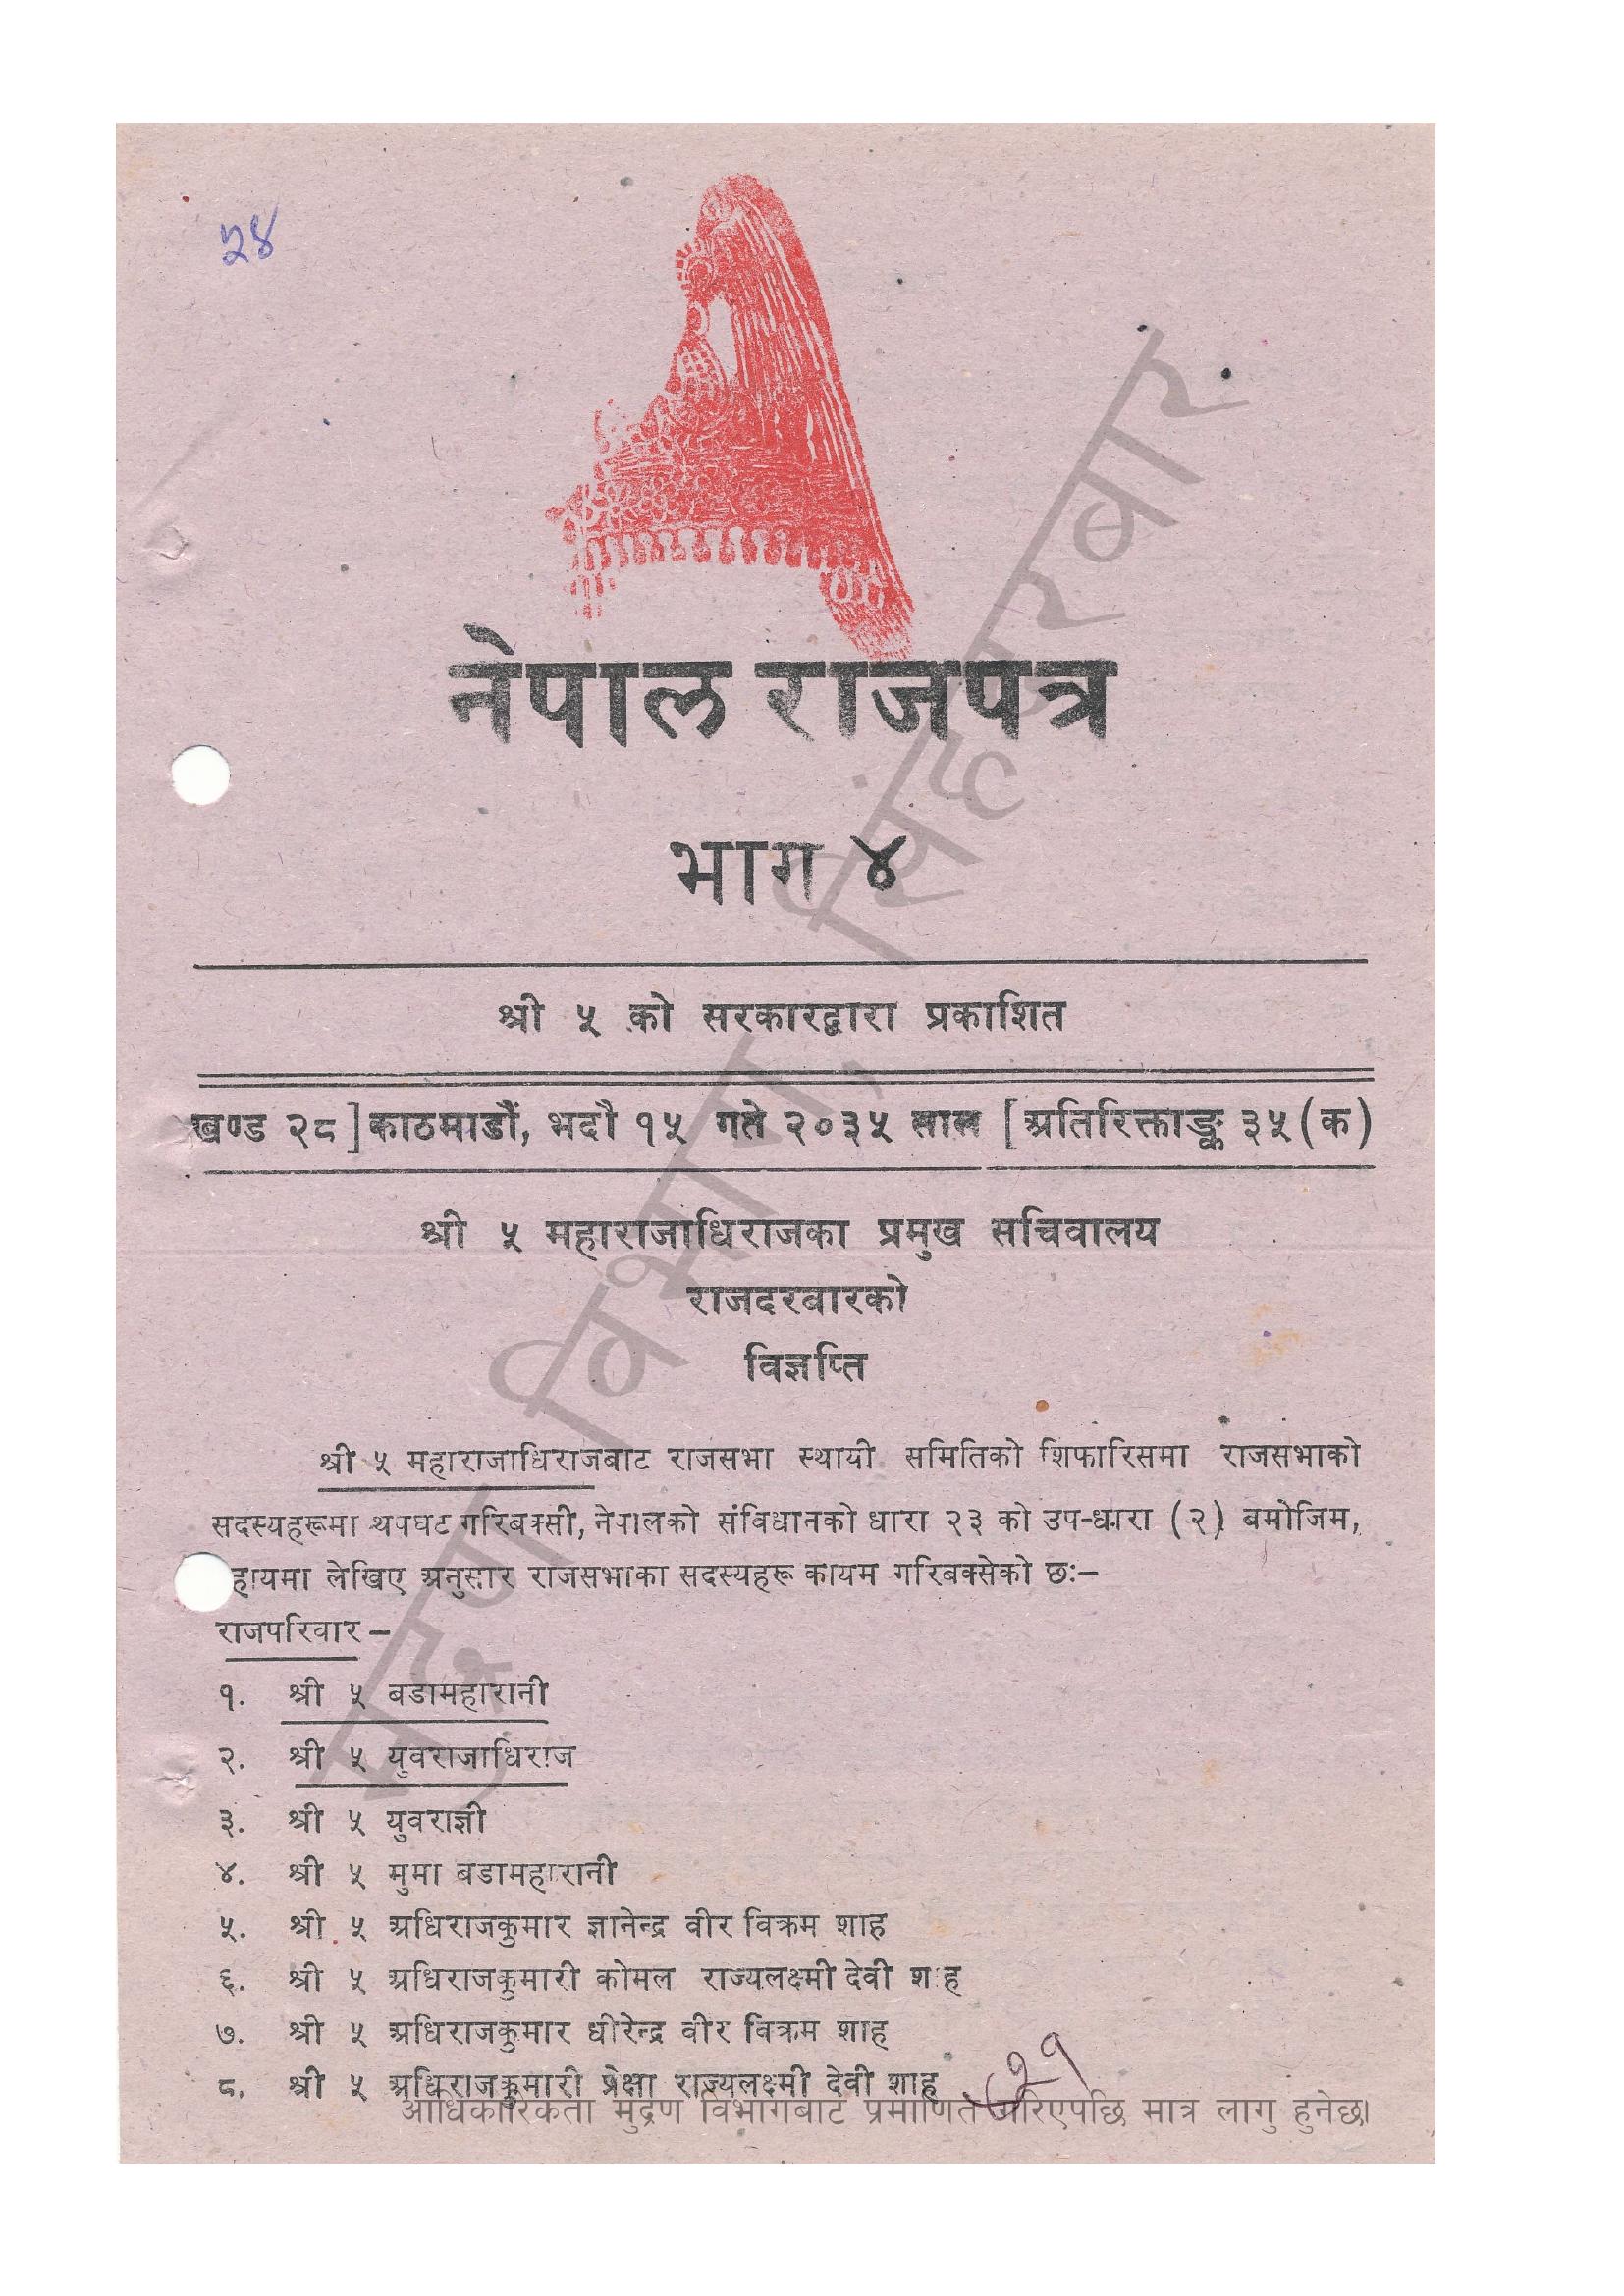 २४
नेपाल राजपत्र
भाग ४
श्री ५ को सरकारद्वारा प्रकाशित
खण्ड २८] काठमाडौं, भदौ १५ गते २०३५ साल [अतिरिक्ताङ्क ३५ (क)
श्री ५ महाराजाधिराजका प्रमुख सचिवालय
राजदरबारको
विज्ञप्ति
श्री ५ महाराजाधिराजबाट राजसभा स्थायी समितिको शिफारिसमा राजसभाको
सदस्यहरूमा थपघट गरिबक्सी, नेपालको संविधानको धारा २३ को उप-धारा (२) बमोजिम,
हायमा लेखिए अनुसार राजसभाका सदस्यहरू कायम गरिबक्सेको छः–
राजपरिवार –
१. श्री ५ बडामहारानी
२. श्री ५ युवराजाधिराज
३. श्री ५ युवराज्ञी
४. श्री ५ मुमा बडामहारानी
५. श्री ५ अधिराजकुमार ज्ञानेन्द्र वीर विक्रम शाह
६. श्री ५ अधिराजकुमारी कोमल राज्यलक्ष्मी देवी शाह
७. श्री ५ अधिराजकुमार धीरेन्द्र वीर विक्रम शाह
८. श्री ५ अधिराजकुमारी प्रेक्षा राज्यलक्ष्मी देवी शाह
आधिकारिकता मुद्रण विभागबाट प्रमाणित गरिएपछि मात्र लागु हुनेछ।
मुद्रण विभाग, सिंहदरबार